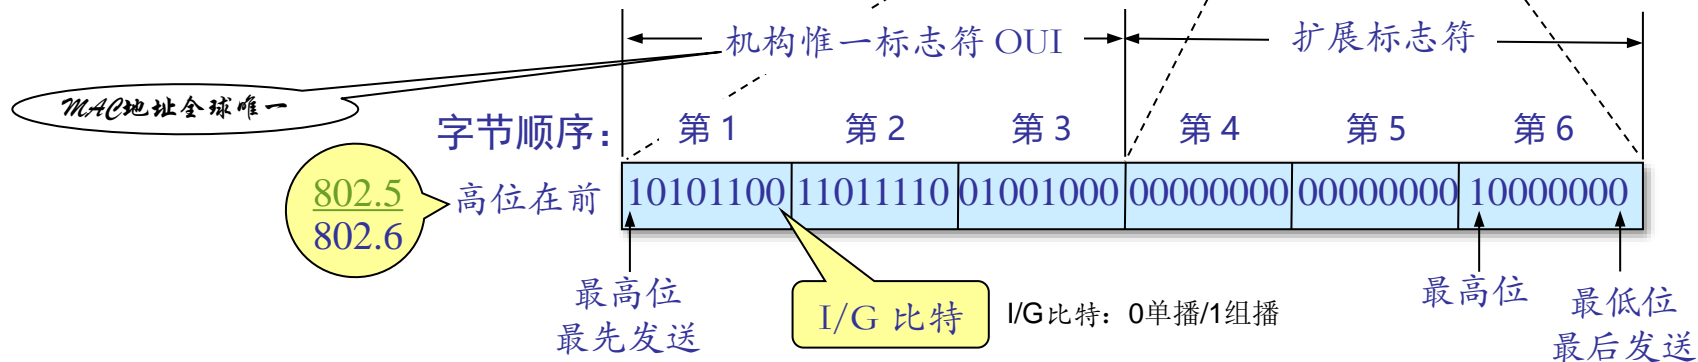 机构惟一标志符 OUI 扩展标志符
MAC地址全球唯一
字节顺序： 第 1 第 2 第 3 第 4 第 5 第 6
802.5
802.6
高位在前 10101100 11011110 01001000 00000000 00000000 10000000
最高位
最先发送
I/G 比特
I/G比特：0单播/1组播
最高位
最低位
最后发送